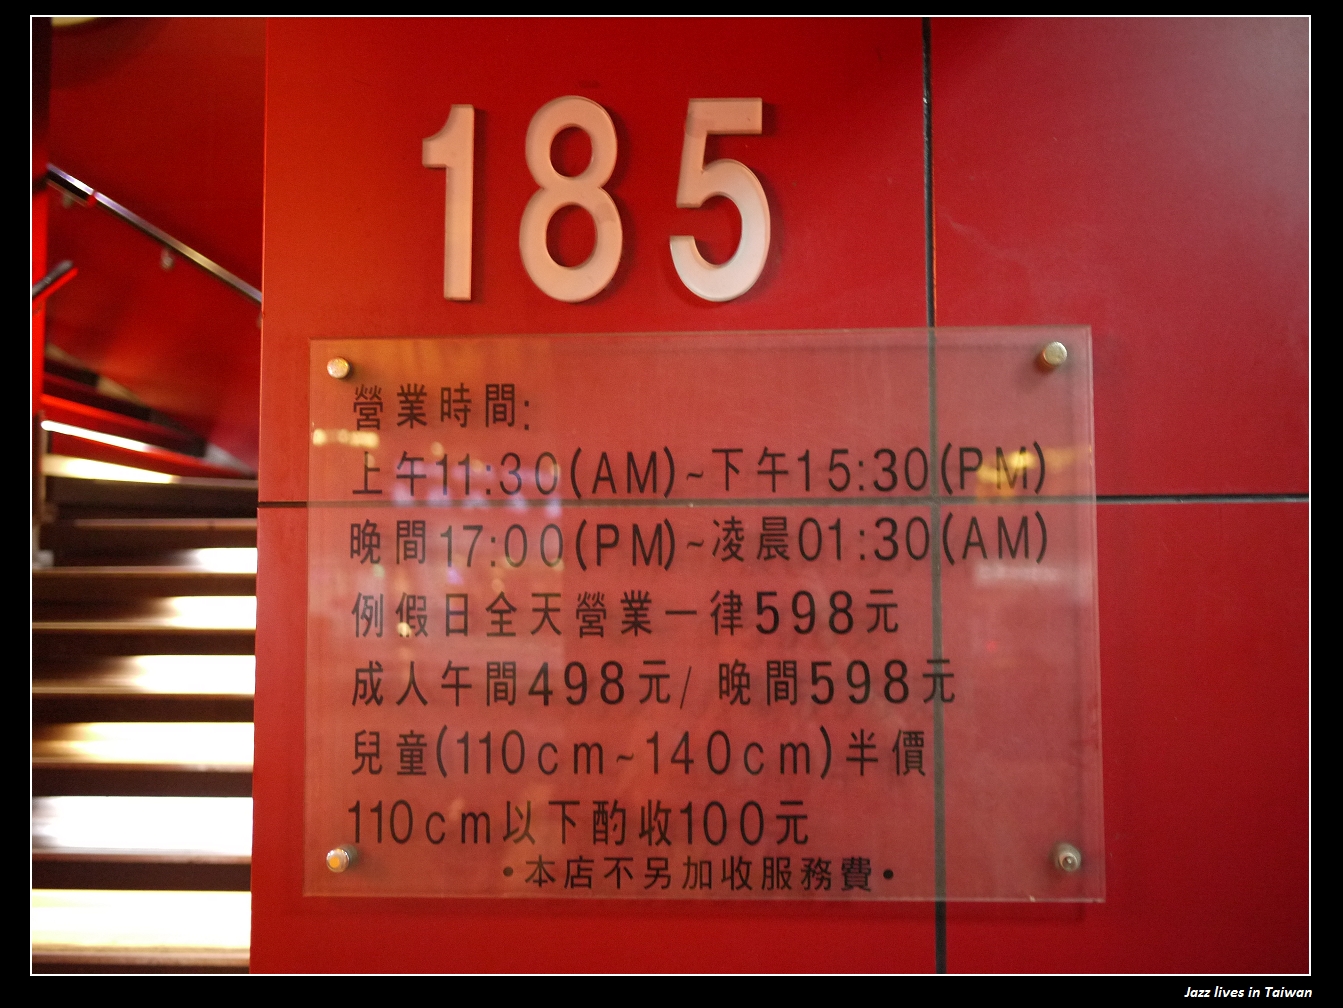 185
營業時間:
上午11:30(AM)~下午15:30(PM)
晚間17:00(PM)~凌晨01:30(AM)
例假日全天營業一律598元
成人午間498元/ 晚間598元
兒童(110cm~140cm)半價
110cm以下酌收100元
•本店不另加收服務費•
Jazz lives in Taiwan